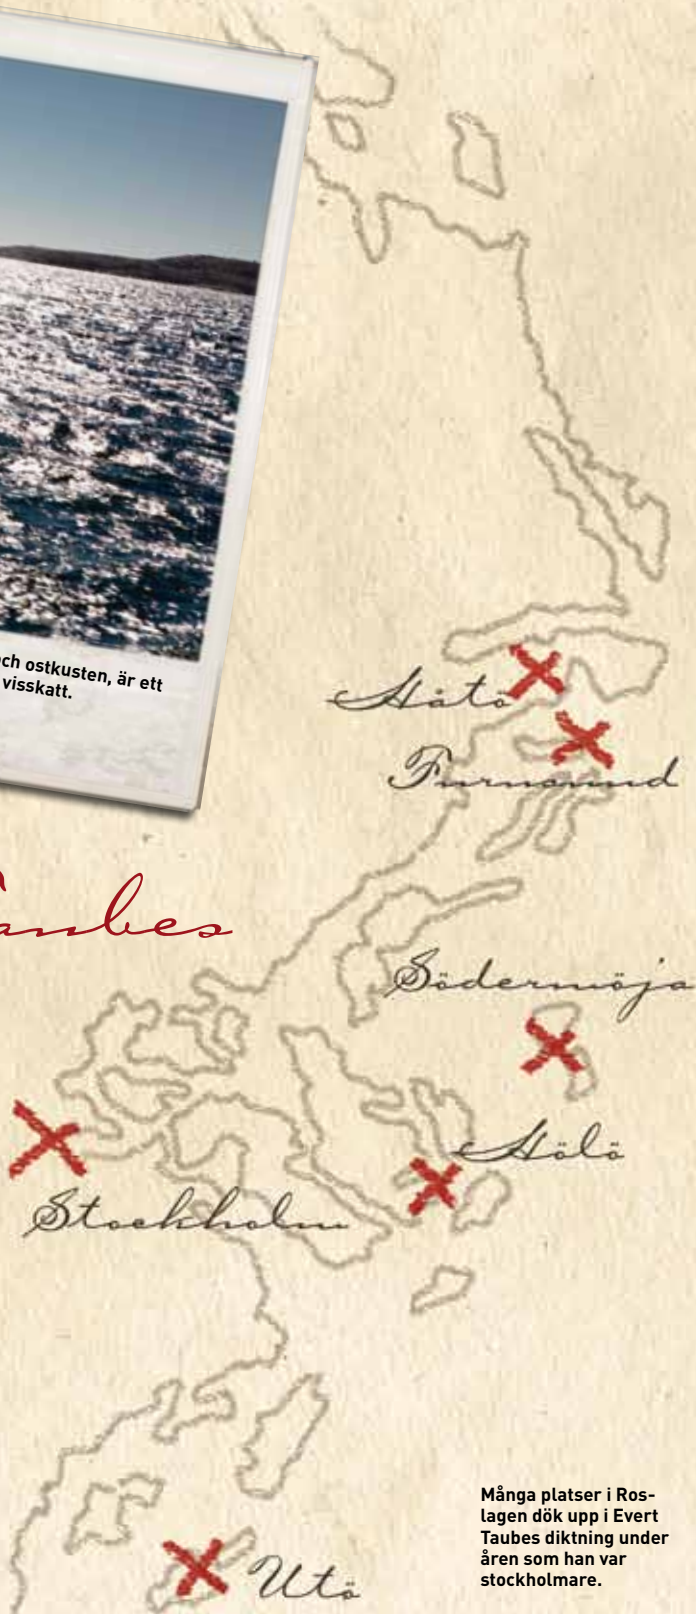 ch ostkusten, är ett
visskatt.
Håtö
Furusund
aubes
Södermöja
Hölö
Stockholm
Många platser i Ros-
lagen dök upp i Evert
Taubes diktning under
åren som han var
stockholmare.
Utö